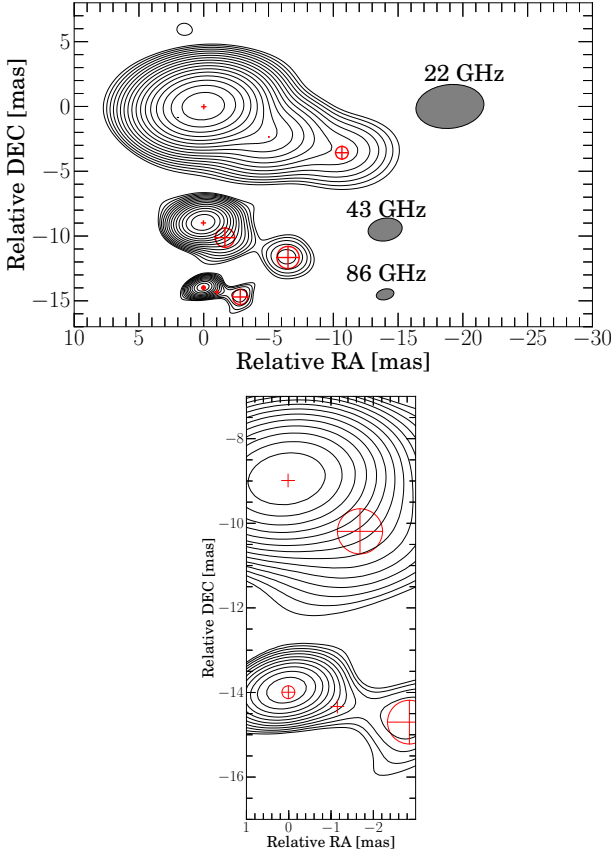 22 GHz
43 GHz
86 GHz
5
0
−5
−10
−15
Relative DEC [mas]
10 5 0 −5 −10 −15 −20 −25 −30
Relative RA [mas]
−8
−10
−12
−14
−16
Relative DEC [mas]
1 0 −1 −2
Relative RA [mas]